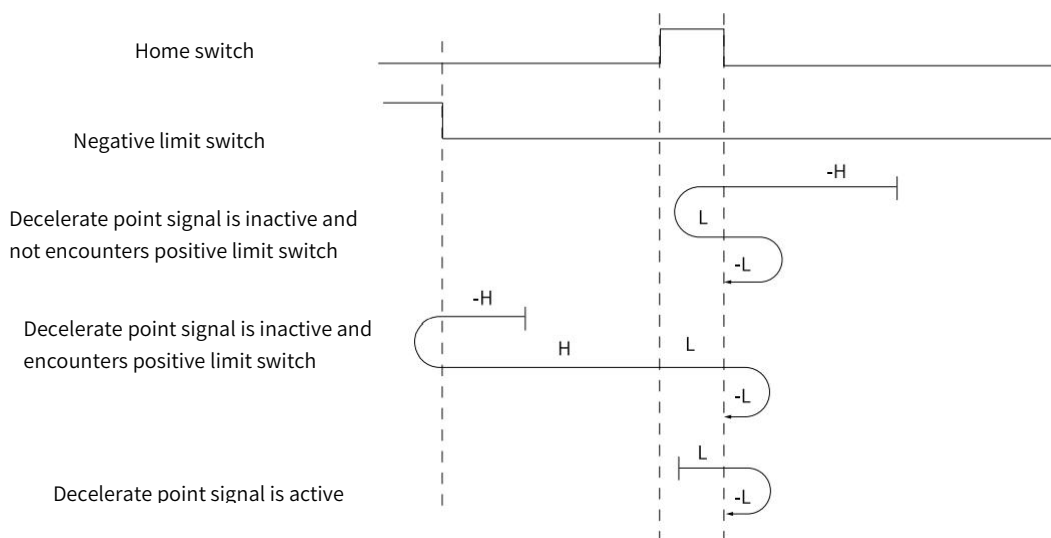 Home switch
Negative limit switch
-H
Decelerate point signal is inactive and
not encounters positive limit switch
L
-L
-H
Decelerate point signal is inactive and
encounters positive limit switch
H
L
-L
L
Decelerate point signal is active
-L